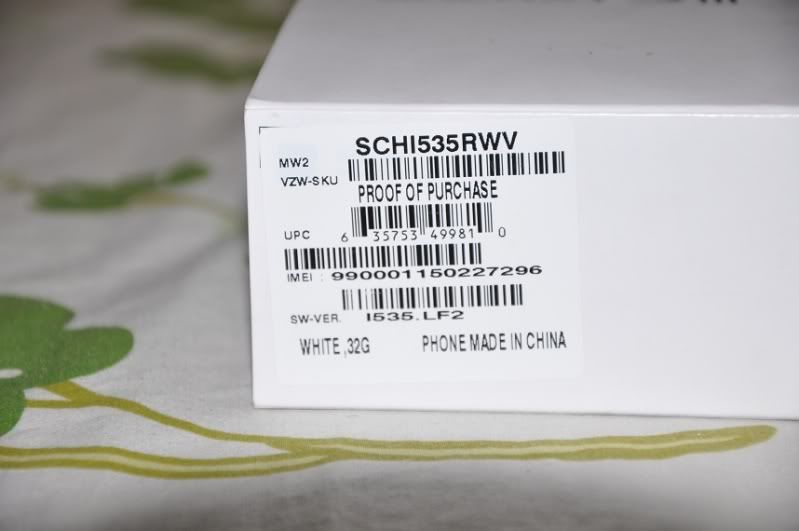 SCHI535RWV
MW2
VZW-SKU
PROOF OF PURCHASE
UPC 6 35753 49981 0
IMEI : 990001150227296
SW-VER. I535.LF2
WHITE ,32G PHONE MADE IN CHINA